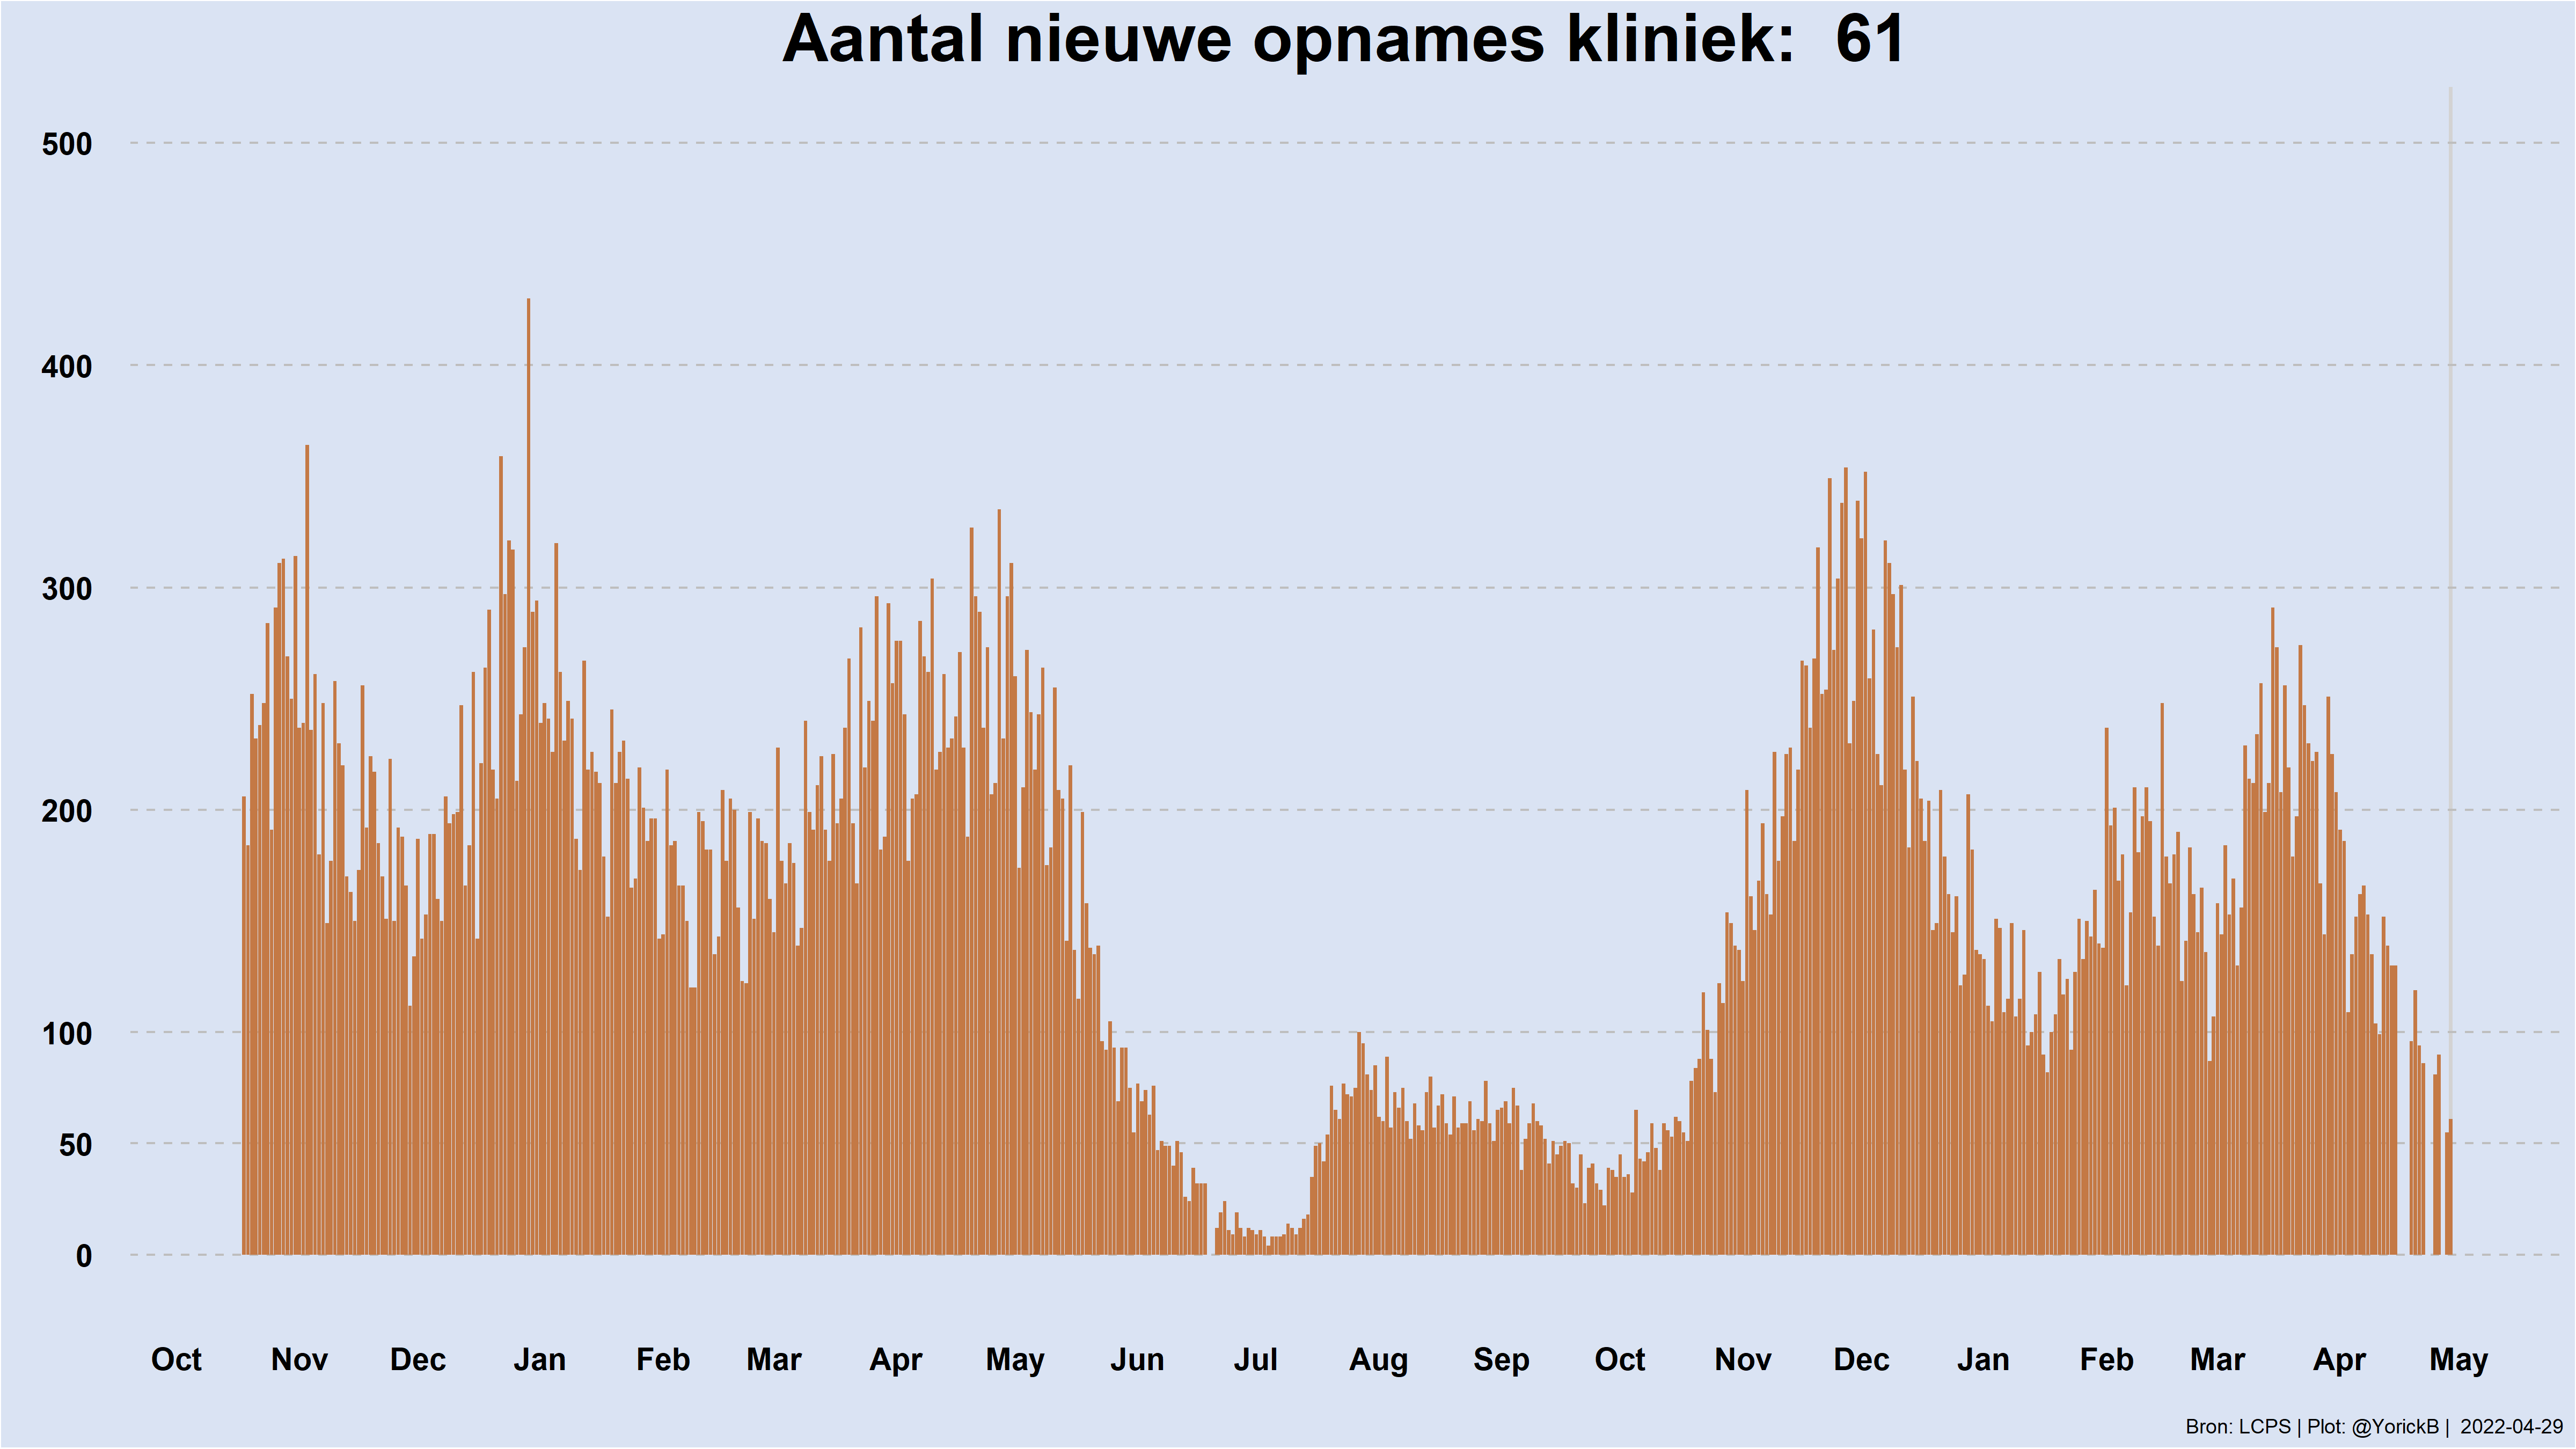 Aantal nieuwe opnames kliniek: 61
500
400
300
200
100
50
0
Oct Nov Dec Jan Feb Mar Apr May Jun Jul Aug Sep Oct Nov Dec Jan Feb Mar Apr May
Bron: LCPS | Plot: @YorickB | 2022-04-29